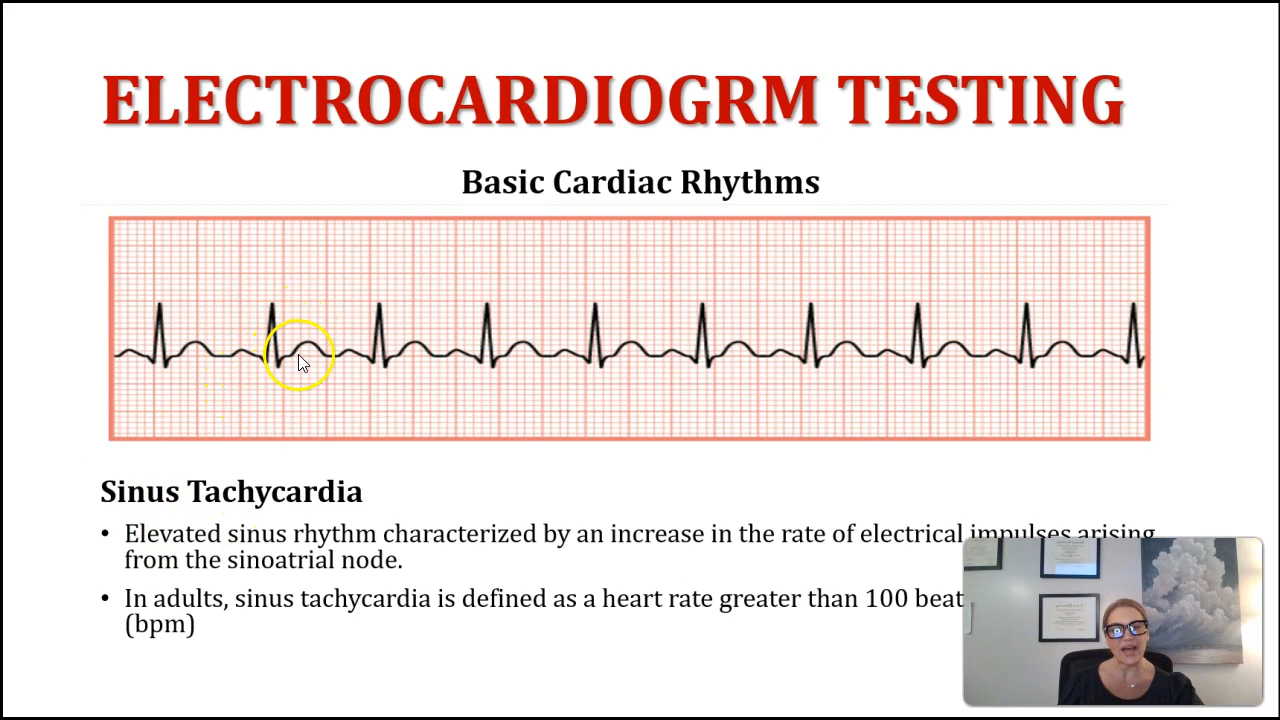 ELECTROCARDIOGRM TESTING
Basic Cardiac Rhythms
Sinus Tachycardia
• Elevated sinus rhythm characterized by an increase in the rate of electrical impulses arising
from the sinoatrial node.
• In adults, sinus tachycardia is defined as a heart rate greater than 100 beat
(bpm)